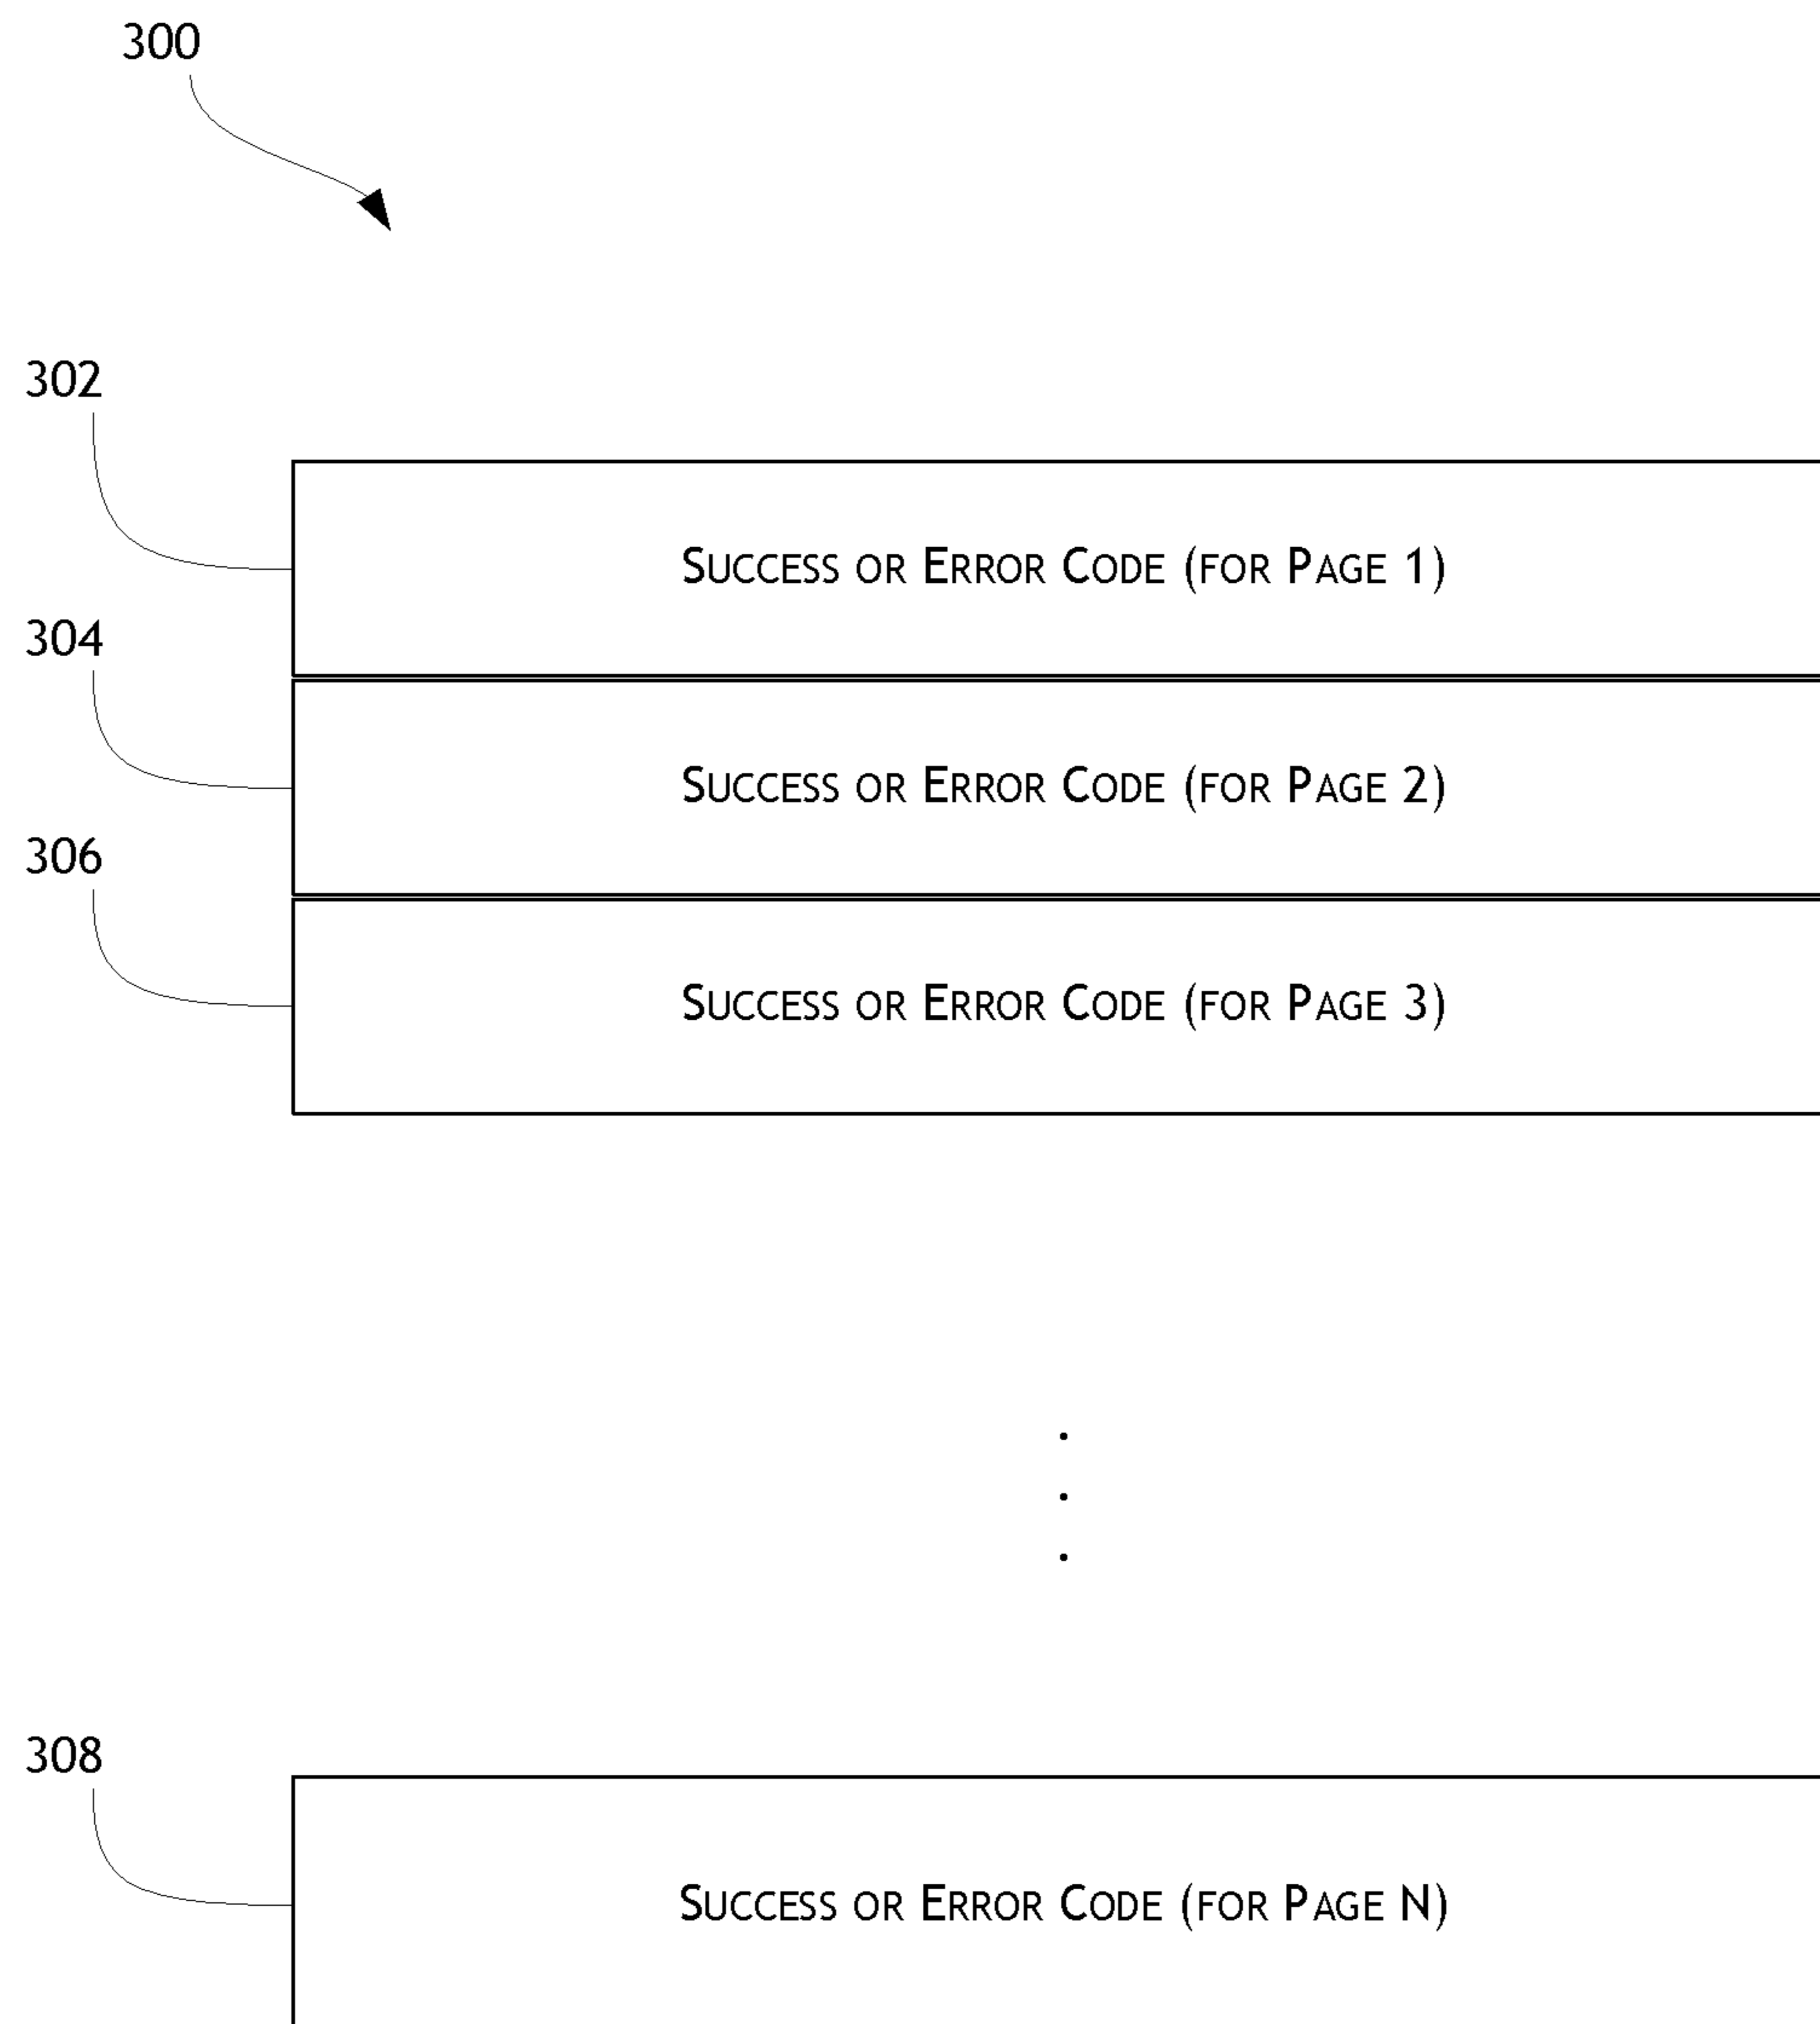 300
302
Success or Error Code (for Page 1)
304
Success or Error Code (for Page 2)
306
Success or Error Code (for Page 3)
.
.
.
308
Success or Error Code (for Page N)